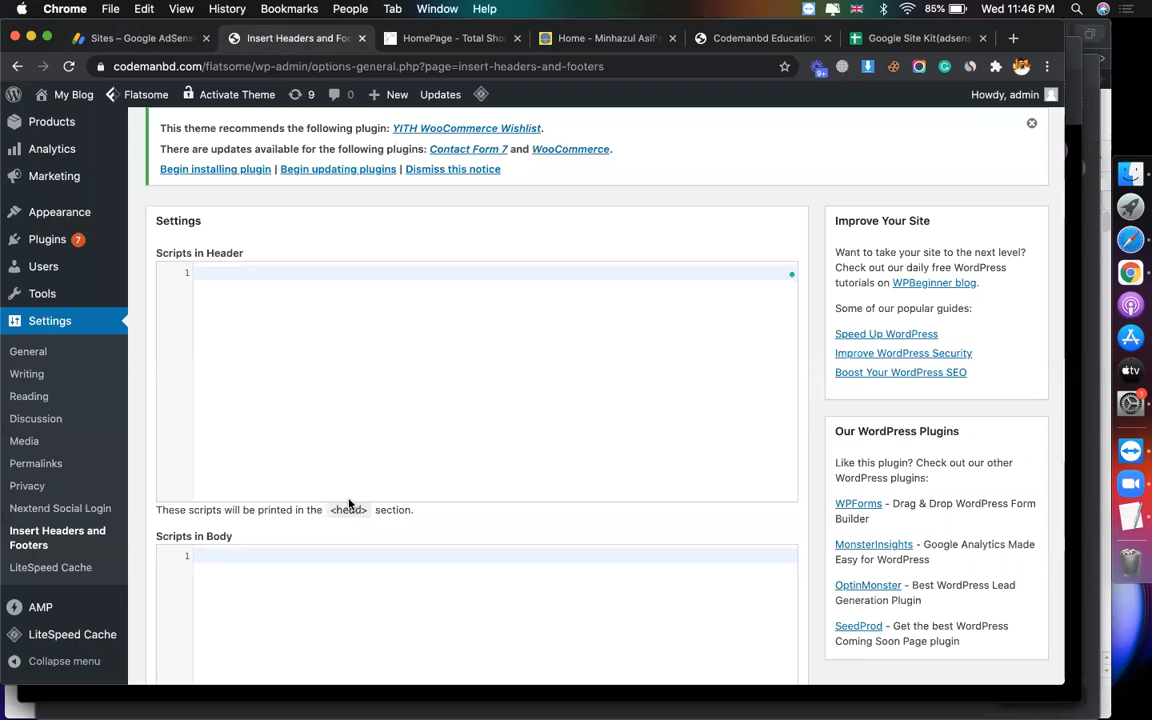 Chrome File Edit View History Bookmarks People Tab Window Help 85% Wed 11:46 PM
Sites – Google AdSens Insert Headers and Foo HomePage - Total Shop Home - Minhazul Asif' Codemanbd Education Google Site Kit(adsens
codemanbd.com/flatsome/wp-admin/options-general.php?page=insert-headers-and-footers 9+
My Blog Flatsome Activate Theme 9 0 New Updates Howdy, admin
Products
Analytics
Marketing
Appearance
Plugins 7
Users
Tools
Settings
General
Writing
Reading
Discussion
Media
Permalinks
Privacy
Nextend Social Login
Insert Headers and
Footers
LiteSpeed Cache
AMP
LiteSpeed Cache
Collapse menu
This theme recommends the following plugin: YITH WooCommerce Wishlist.
There are updates available for the following plugins: Contact Form 7 and WooCommerce.
Begin installing plugin | Begin updating plugins | Dismiss this notice
Settings
Scripts in Header
1
These scripts will be printed in the <head> section.
Scripts in Body
1
Improve Your Site
Want to take your site to the next level?
Check out our daily free WordPress
tutorials on WPBeginner blog.
Some of our popular guides:
Speed Up WordPress
Improve WordPress Security
Boost Your WordPress SEO
Our WordPress Plugins
Like this plugin? Check out our other
WordPress plugins:
WPForms - Drag & Drop WordPress Form
Builder
MonsterInsights - Google Analytics Made
Easy for WordPress
OptinMonster - Best WordPress Lead
Generation Plugin
SeedProd - Get the best WordPress
Coming Soon Page plugin
tv
1